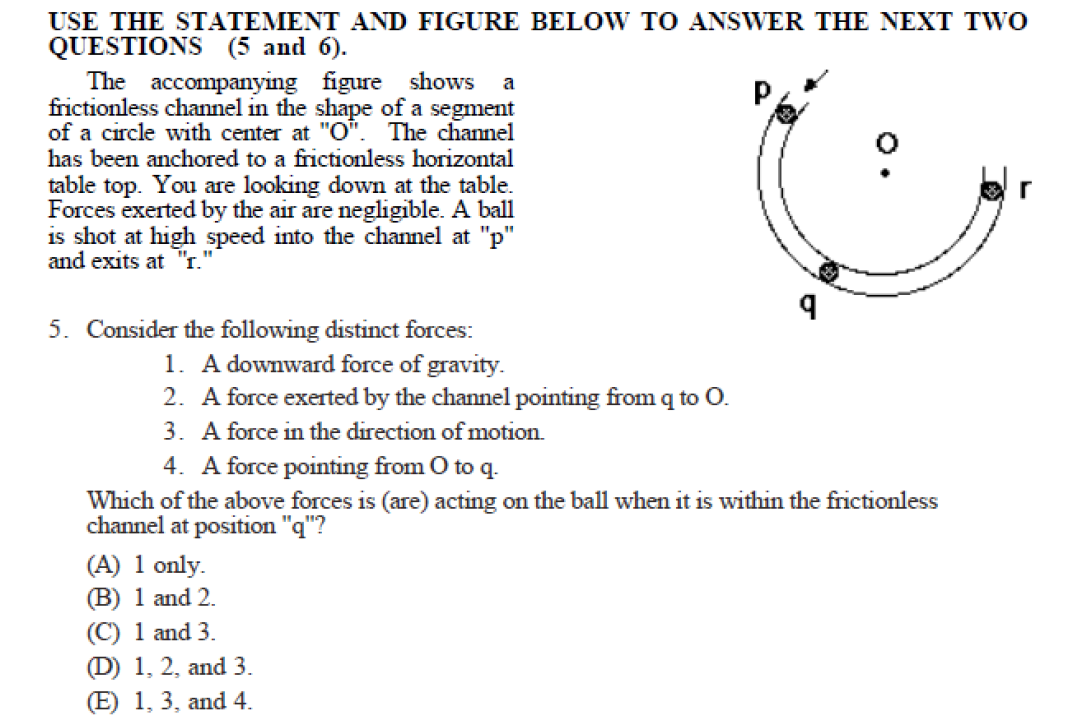 USE THE STATEMENT AND FIGURE BELOW TO ANSWER THE NEXT TWO
QUESTIONS (5 and 6).
The accompanying figure shows a
frictionless channel in the shape of a segment
of a circle with center at "O". The channel
has been anchored to a frictionless horizontal
table top. You are looking down at the table.
Forces exerted by the air are negligible. A ball
is shot at high speed into the channel at "p"
and exits at "r."
p
O
r
q
5. Consider the following distinct forces:
1. A downward force of gravity.
2. A force exerted by the channel pointing from q to O.
3. A force in the direction of motion.
4. A force pointing from O to q.
Which of the above forces is (are) acting on the ball when it is within the frictionless
channel at position "q"?
(A) 1 only.
(B) 1 and 2.
(C) 1 and 3.
(D) 1, 2, and 3.
(E) 1, 3, and 4.